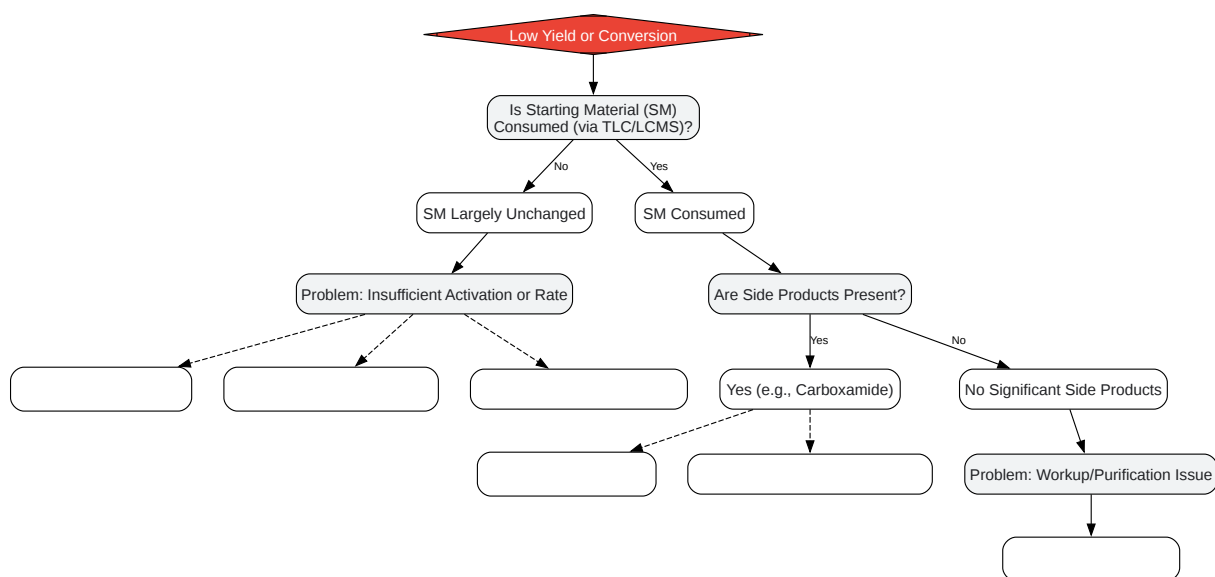 Low Yield or Conversion
Is Starting Material (SM)
Consumed (via TLC/LCMS)?
No
Yes
SM Largely Unchanged
SM Consumed
Problem: Insufficient Activation or Rate
Are Side Products Present?
Yes
No
Yes (e.g., Carboxamide)
No Significant Side Products
Problem: Workup/Purification Issue